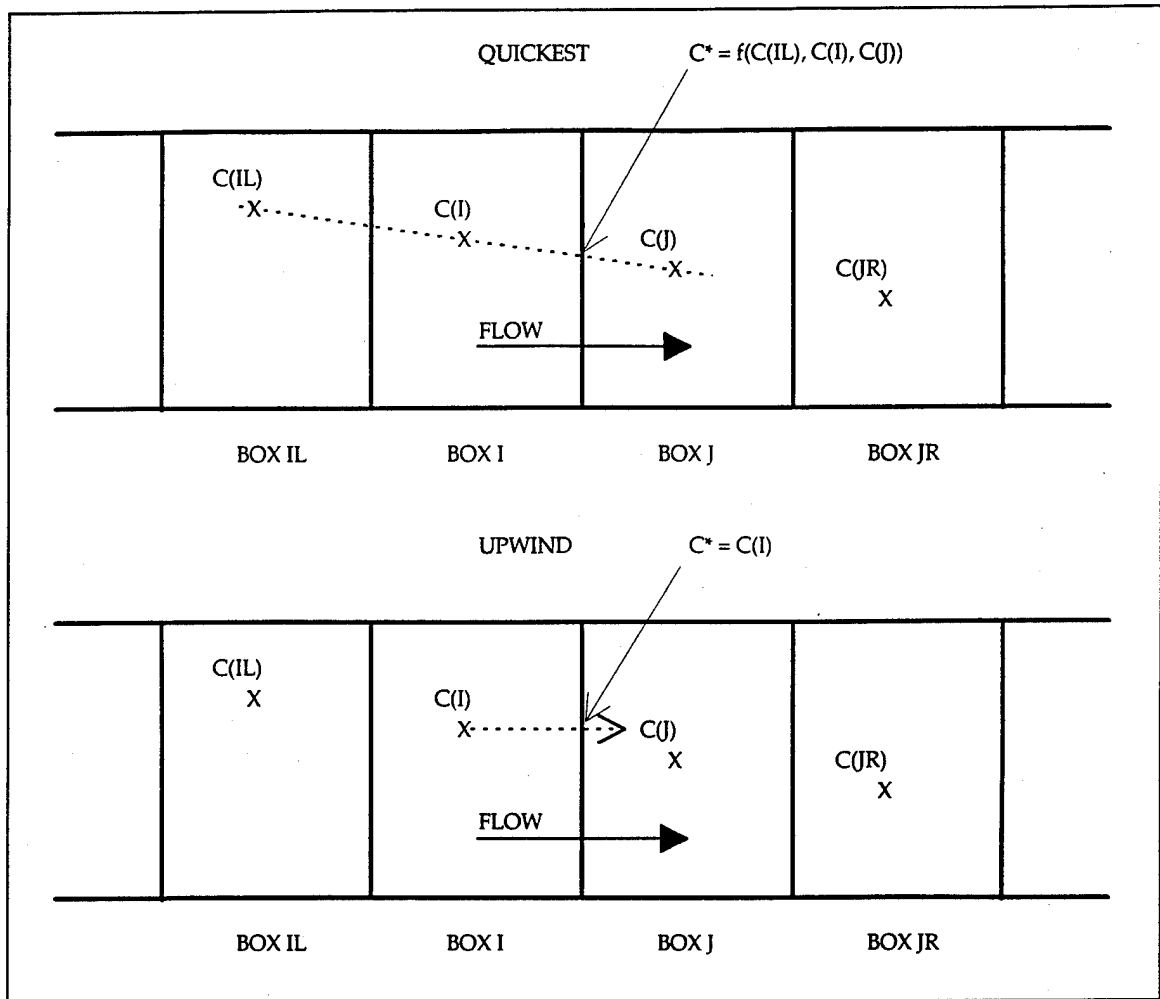 QUICKEST C* = f(C(IL), C(I), C(J))
C(IL)
X
C(I)
X
C(J)
X
C(JR)
X
FLOW
BOX IL BOX I BOX J BOX JR
UPWIND C* = C(I)
C(IL)
X
C(I)
X
C(J)
X
C(JR)
X
FLOW
BOX IL BOX I BOX J BOX JR